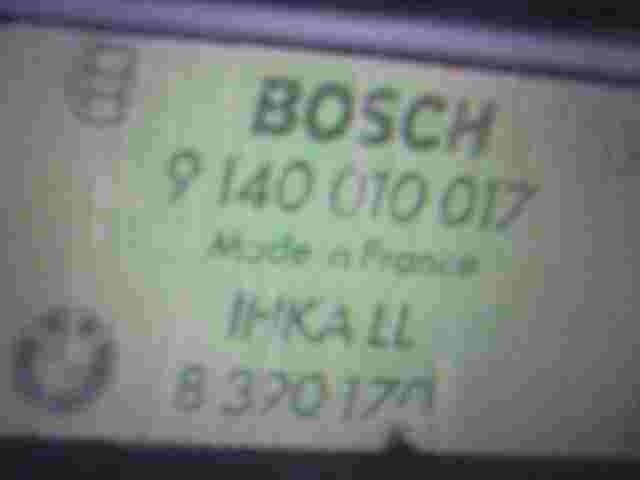 BOSCH
9 140 010 017
Made in France
IHKA LL